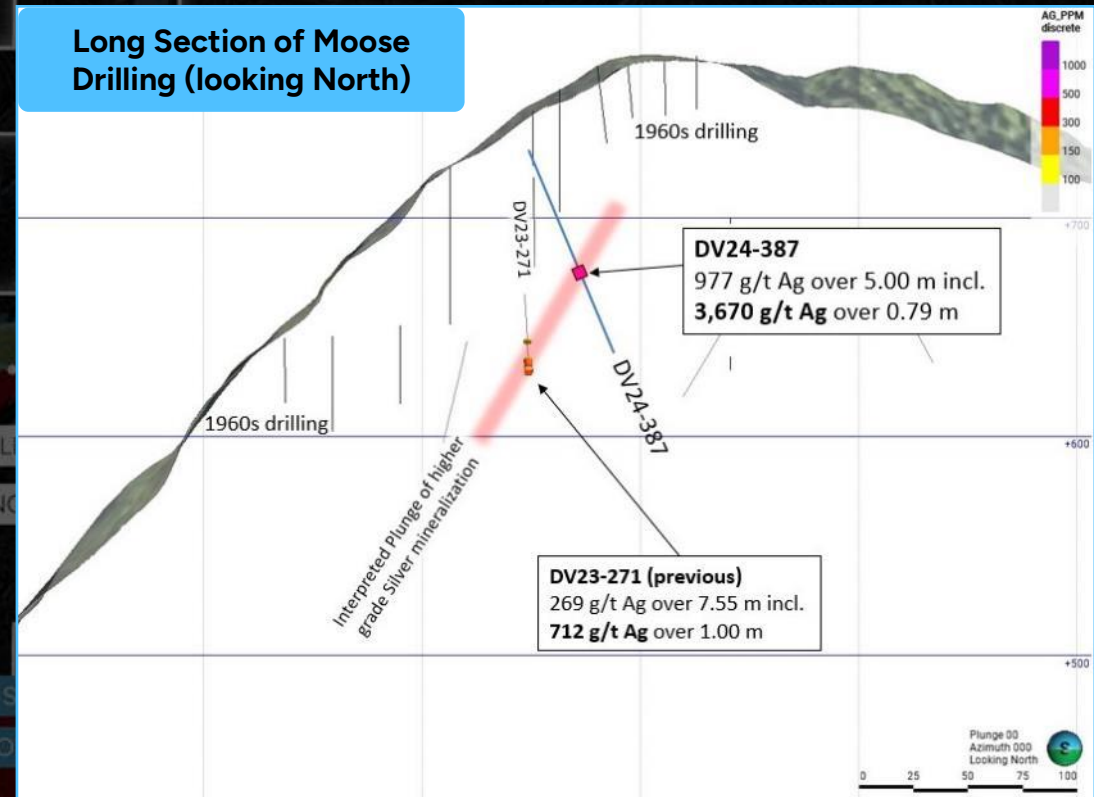 Long Section of Moose
Drilling (looking North)
AG_PPM
discrete
1000
500
300
150
100
1960s drilling
DV23-271
+700
DV24-387
977 g/t Ag over 5.00 m incl.
3,670 g/t Ag over 0.79 m
DV24-387
1960s drilling
+600
Interpreted Plunge of higher
grade Silver mineralization
DV23-271 (previous)
269 g/t Ag over 7.55 m incl.
712 g/t Ag over 1.00 m
+500
Plunge 00
Azimuth 000
Looking North
S
0 25 50 75 100